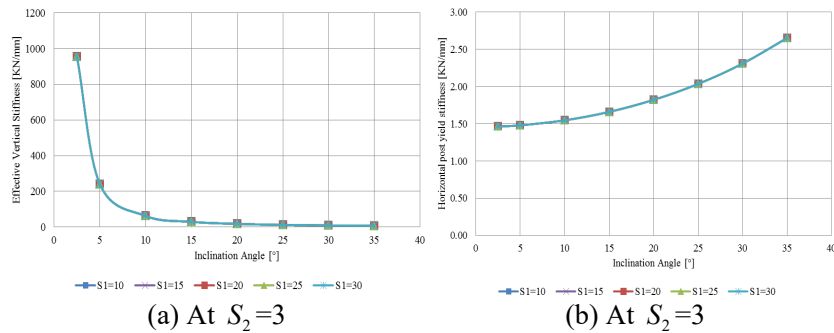 1200
1000
800
600
400
200
0
Effective Vertical Stiffness [KN/mm]
0 5 10 15 20 25 30 35 40
Inclination Angle [°]
S1=10 S1=15 S1=20 S1=25 S1=30
(a) At S₂=3
3.00
2.50
2.00
1.50
1.00
0.50
0.00
Horizontal post yield stiffness [KN/mm]
0 5 10 15 20 25 30 35 40
Inclination Angle [°]
S1=10 S1=15 S1=20 S1=25 S1=30
(b) At S₂=3